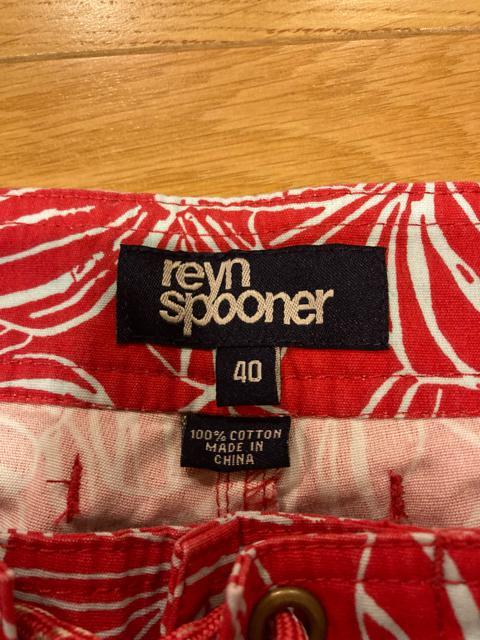 reyn
spooner
40
100% COTTON
MADE IN
CHINA